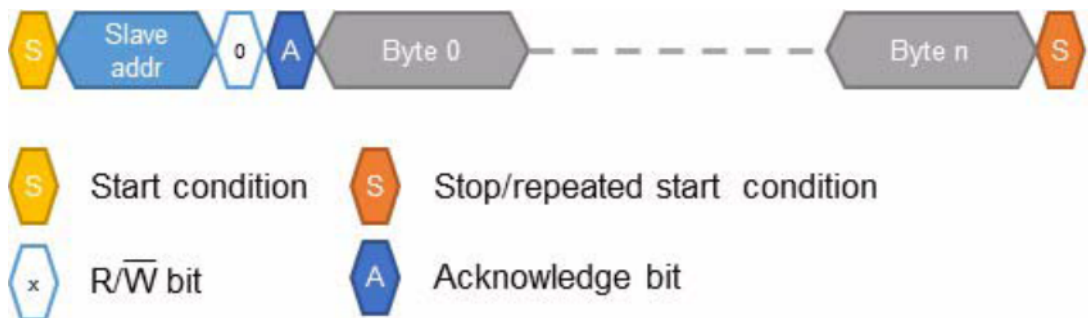 S Slave addr 0 A Byte 0 Byte n S
S Start condition S Stop/repeated start condition
x R/W̅ bit A Acknowledge bit